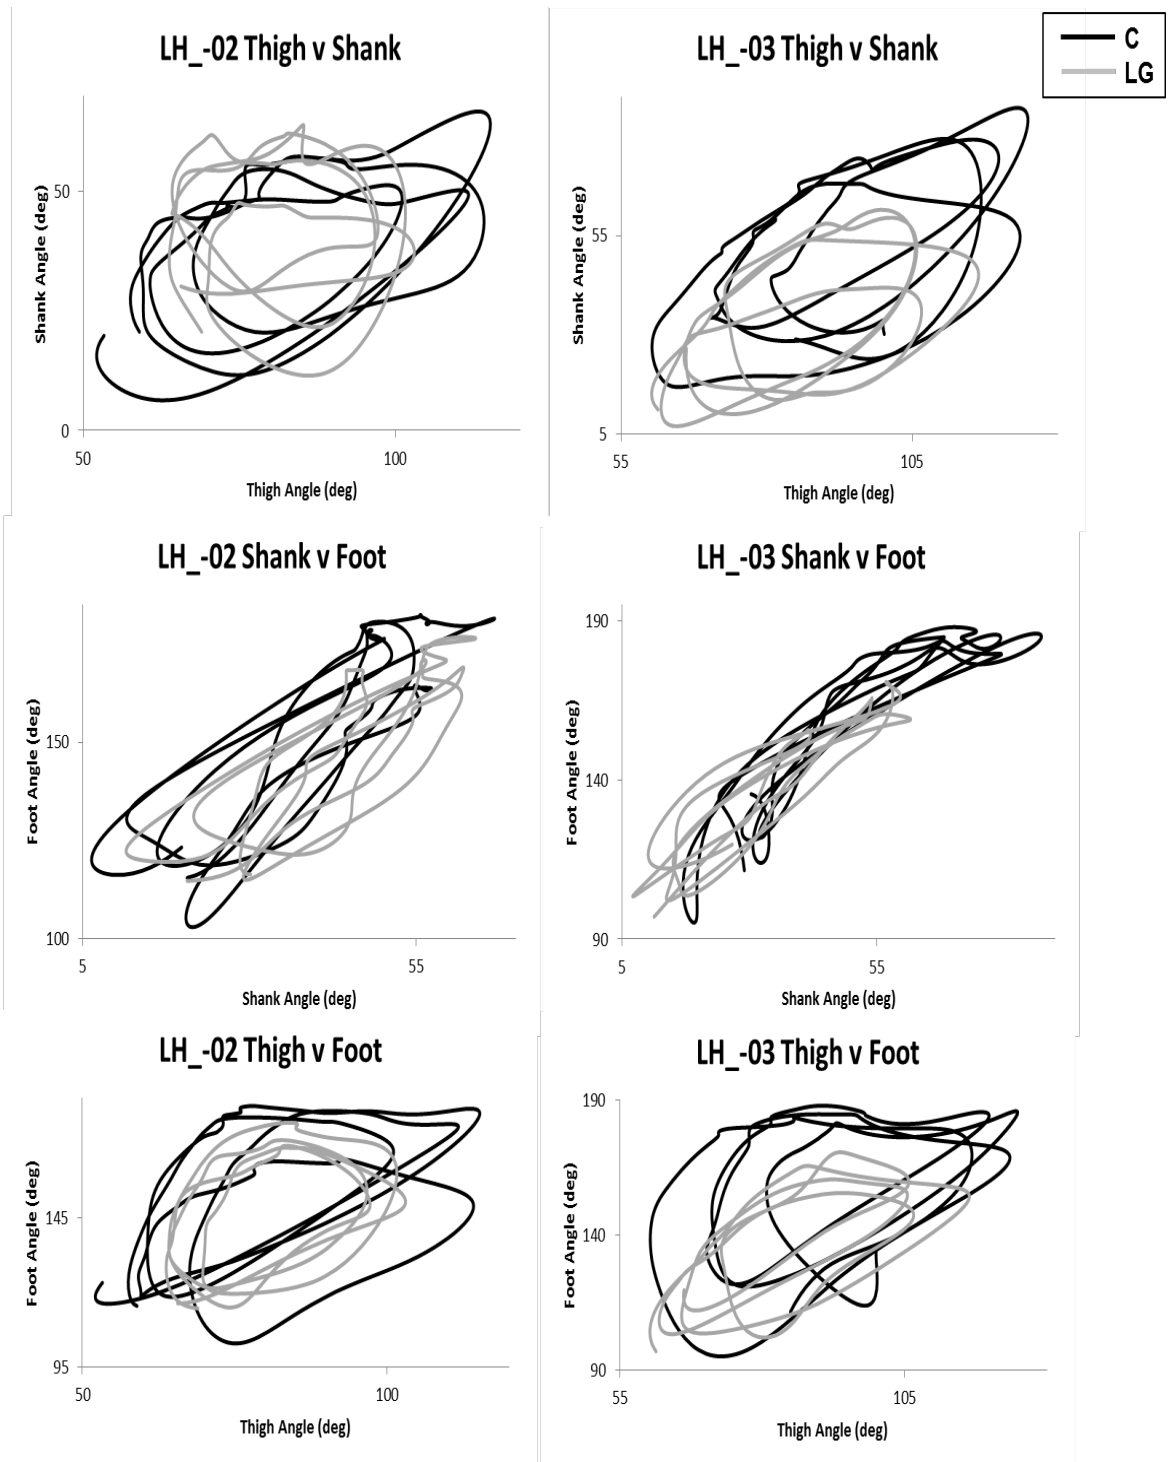 LH_-02 Thigh v Shank
LH_-03 Thigh v Shank
C
LG
Shank Angle (deg)
50
0
50
100
Thigh Angle (deg)
Shank Angle (deg)
55
5
55
105
Thigh Angle (deg)
LH_-02 Shank v Foot
LH_-03 Shank v Foot
Foot Angle (deg)
150
100
5
55
Shank Angle (deg)
Foot Angle (deg)
190
140
90
5
55
Shank Angle (deg)
LH_-02 Thigh v Foot
LH_-03 Thigh v Foot
Foot Angle (deg)
145
95
50
100
Thigh Angle (deg)
Foot Angle (deg)
190
140
90
55
105
Thigh Angle (deg)